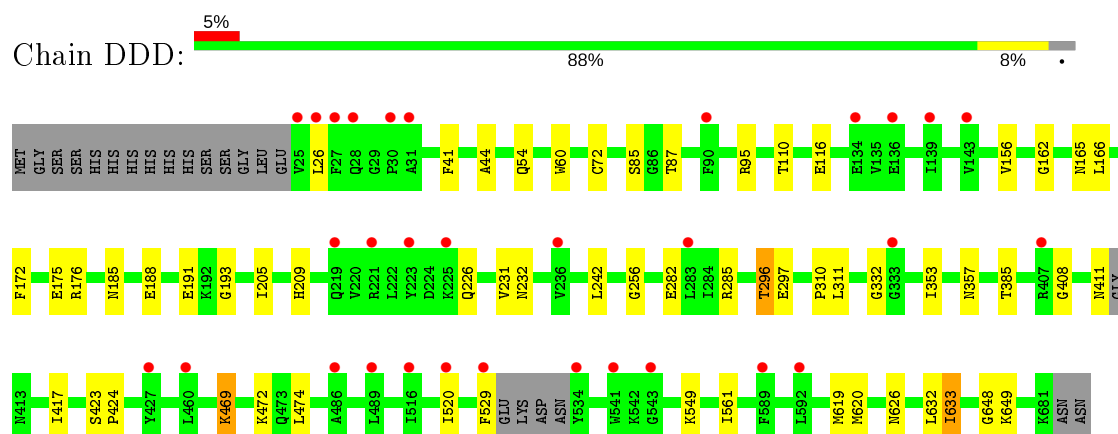 5%
Chain DDD:
88% 8% •
MET GLY SER SER HIS HIS HIS HIS HIS HIS SER SER GLY LEU GLU V25 L26 F27 Q28 G29 P30 A31 F41 A44 Q54 W60 C72 S85 G86 T87 F90 R95 T110 E116 E134 V135 E136 I139 V143 V156 G162 N165 L166
F172 E175 R176 N185 E188 E191 K192 G193 I205 H209 Q219 V220 R221 L222 Y223 D224 K225 Q226 V231 N232 V236 L242 G256 E282 L283 I284 R285 T296 E297 P310 L311 G332 G333 I353 N357 T385 R407 G408 N411 GLY
N413 I417 S423 P424 Y427 L460 K469 K472 Q473 L474 A486 L489 I516 I520 F529 GLU LYS ASP ASN Y534 W541 K542 G543 K549 I561 F589 L592 M619 M620 N626 L632 I633 G648 K649 K681 ASN ASN